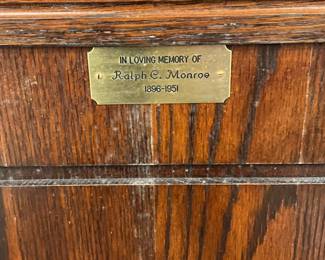 IN LOVING MEMORY OF
Ralph C. Monroe
1896-1951